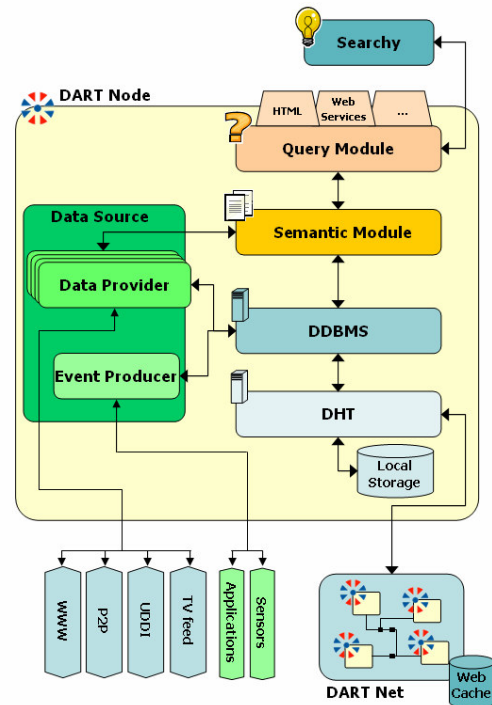 Searchy
DART Node
HTML
Web
Services
...
Query Module
Data Source
Semantic Module
Data Provider
DDBMS
Event Producer
DHT
Local
Storage
WWW
P2P
UDDI
TV feed
Applications
Sensors
DART Net
Web
Cache